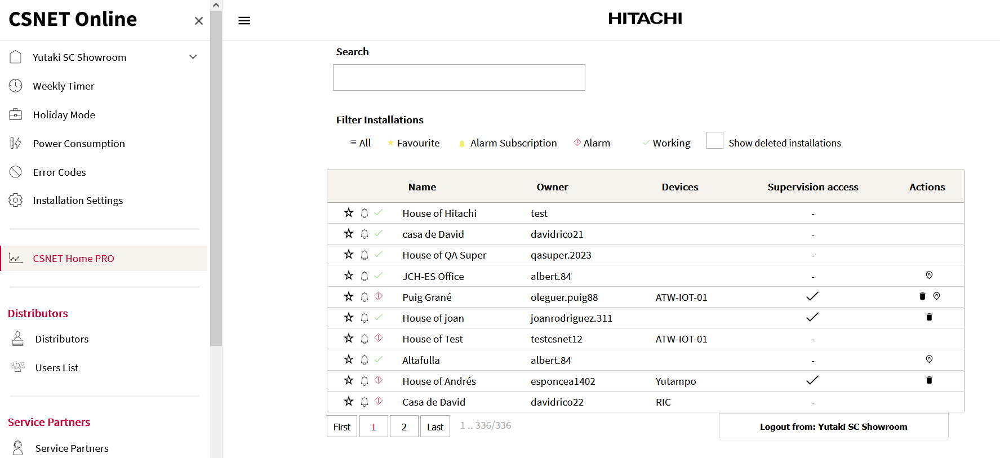 CSNET Online
Yutaki SC Showroom
Weekly Timer
Holiday Mode
Power Consumption
Error Codes
Installation Settings
CSNET Home PRO
Distributors
Distributors
Users List
Service Partners
Service Partners
HITACHI
Search
Filter Installations
All Favourite Alarm Subscription Alarm Working Show deleted installations
Name Owner Devices Supervision access Actions
House of Hitachi test -
casa de David davidrico21 -
House of QA Super qasuper.2023 -
JCH-ES Office albert.84 -
Puig Grané oleguer.puig88 ATW-IOT-01
House of joan joanrodriguez.311
House of Test testcsnet12 ATW-IOT-01 -
Altafulla albert.84 -
House of Andrés esponcea1402 Yutampo
Casa de David davidrico22 RIC -
First 1 2 Last 1 .. 336/336
Logout from: Yutaki SC Showroom